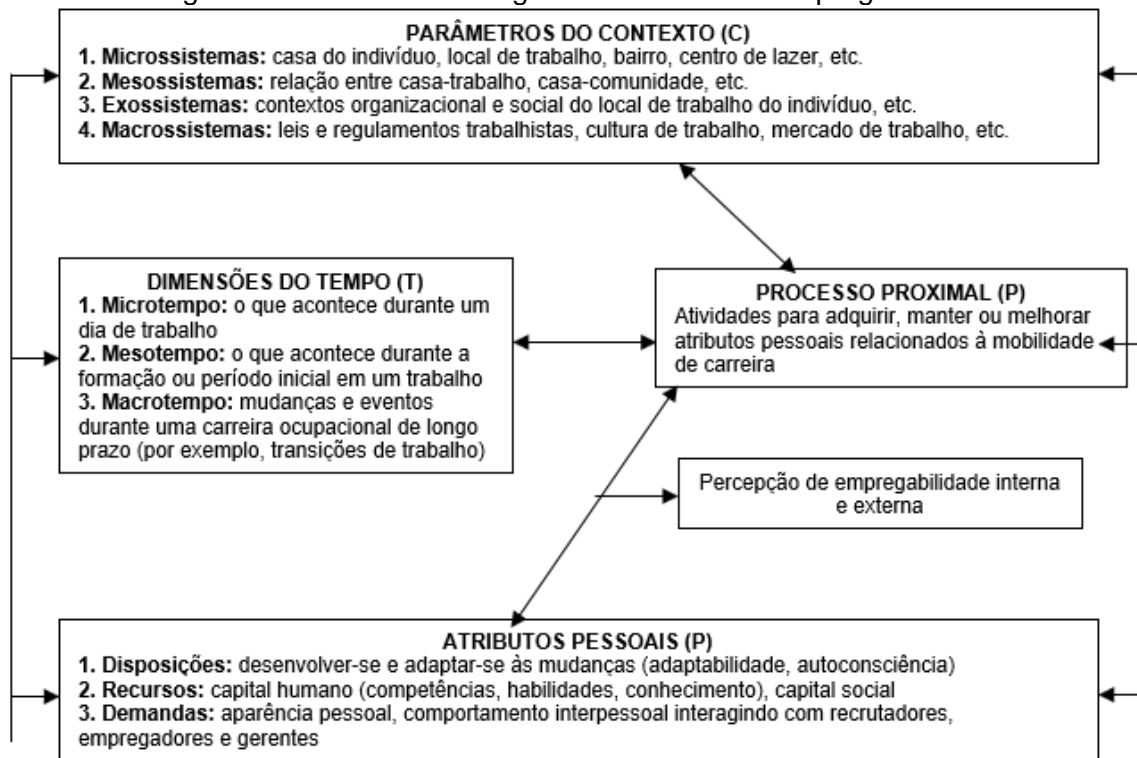 PARÂMETROS DO CONTEXTO (C)
1. Microssistemas: casa do indivíduo, local de trabalho, bairro, centro de lazer, etc.
2. Mesossistemas: relação entre casa-trabalho, casa-comunidade, etc.
3. Exossistemas: contextos organizacional e social do local de trabalho do indivíduo, etc.
4. Macrossistemas: leis e regulamentos trabalhistas, cultura de trabalho, mercado de trabalho, etc.
DIMENSÕES DO TEMPO (T)
1. Microtempo: o que acontece durante um
dia de trabalho
2. Mesotempo: o que acontece durante a
formação ou período inicial em um trabalho
3. Macrotempo: mudanças e eventos
durante uma carreira ocupacional de longo
prazo (por exemplo, transições de trabalho)
PROCESSO PROXIMAL (P)
Atividades para adquirir, manter ou melhorar
atributos pessoais relacionados à mobilidade
de carreira
Percepção de empregabilidade interna
e externa
ATRIBUTOS PESSOAIS (P)
1. Disposições: desenvolver-se e adaptar-se às mudanças (adaptabilidade, autoconsciência)
2. Recursos: capital humano (competências, habilidades, conhecimento), capital social
3. Demandas: aparência pessoal, comportamento interpessoal interagindo com recrutadores,
empregadores e gerentes